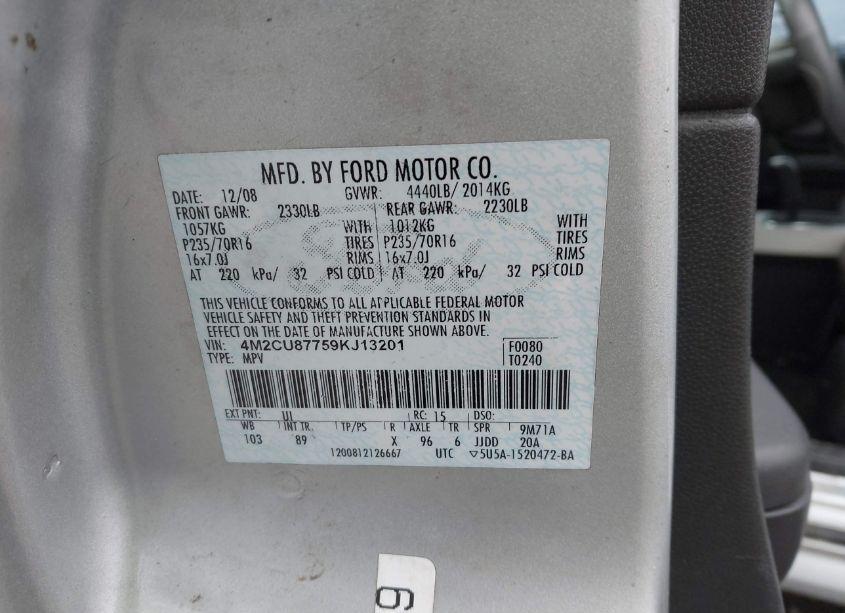 MFD. BY FORD MOTOR CO.
DATE: 12/08 GVWR: 4440LB/ 2014KG
FRONT GAWR: 2330LB REAR GAWR: 2230LB
1057KG WITH 1012KG WITH
P235/70R16 TIRES P235/70R16 TIRES
16x7.0J RIMS 16x7.0J RIMS
AT 220 kPa/ 32 PSI COLD AT 220 kPa/ 32 PSI COLD
THIS VEHICLE CONFORMS TO ALL APPLICABLE FEDERAL MOTOR
VEHICLE SAFETY AND THEFT PREVENTION STANDARDS IN
EFFECT ON THE DATE OF MANUFACTURE SHOWN ABOVE.
VIN: 4M2CU87759KJ13201 F0080
TYPE: MPV T0240
EXT PNT: UI RC: 15 DSO:
WB INT TR. TP/PS R AXLE TR SPR 9M71A
103 89 X 96 6 JJDD 20A
1200812126667 UTC ▽5U5A-1520472-BA
6